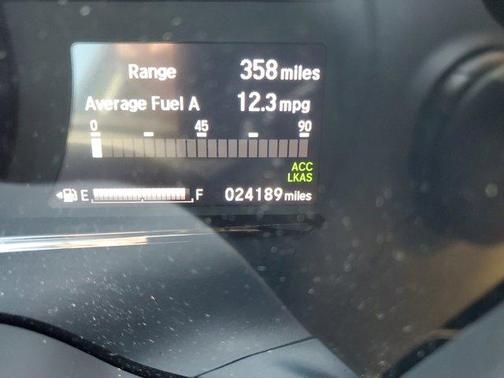 Range 358 miles
Average Fuel A 12.3 mpg
0 45 90
ACC
LKAS
E F 024189 miles